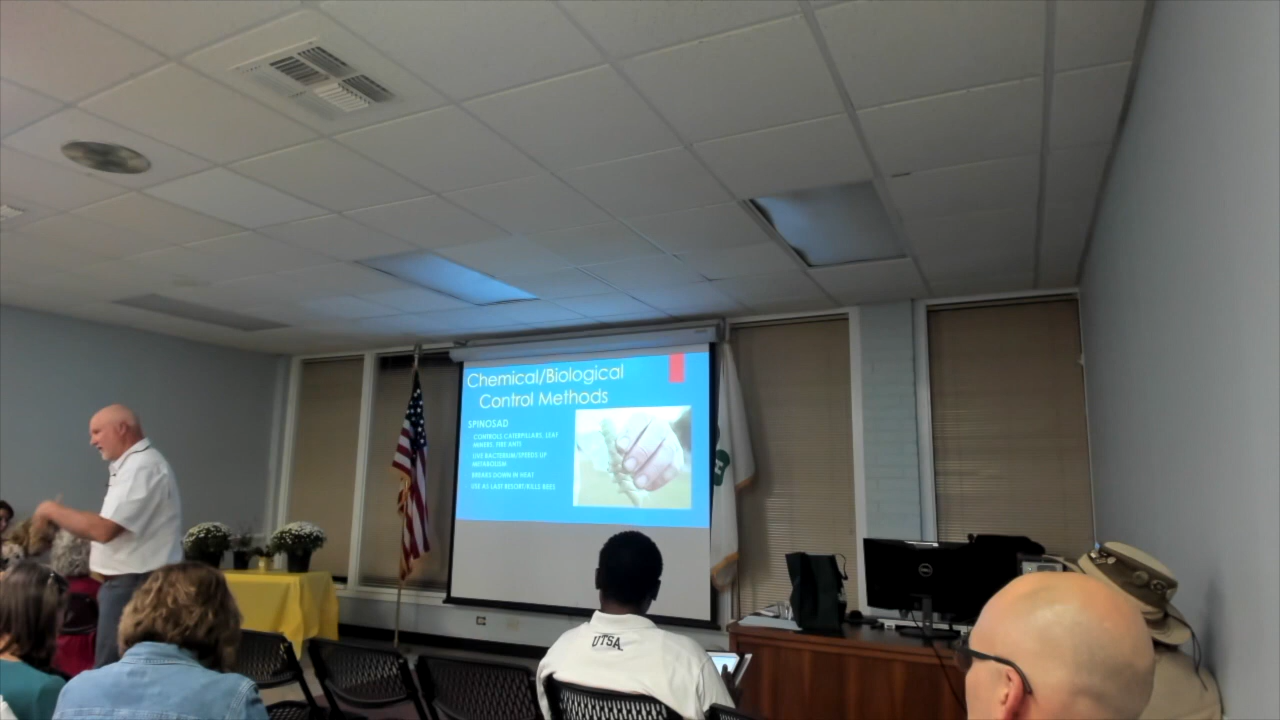 Chemical/Biological
Control Methods
SPINOSAD
CONTROLS CATERPILLARS, LEAF
MINERS, FIRE ANTS
LIVE BACTERIUM/SPEEDS UP
METABOLISM
BREAKS DOWN IN HEAT
USE AS LAST RESORT/KILLS BEES
UTSA
DELL